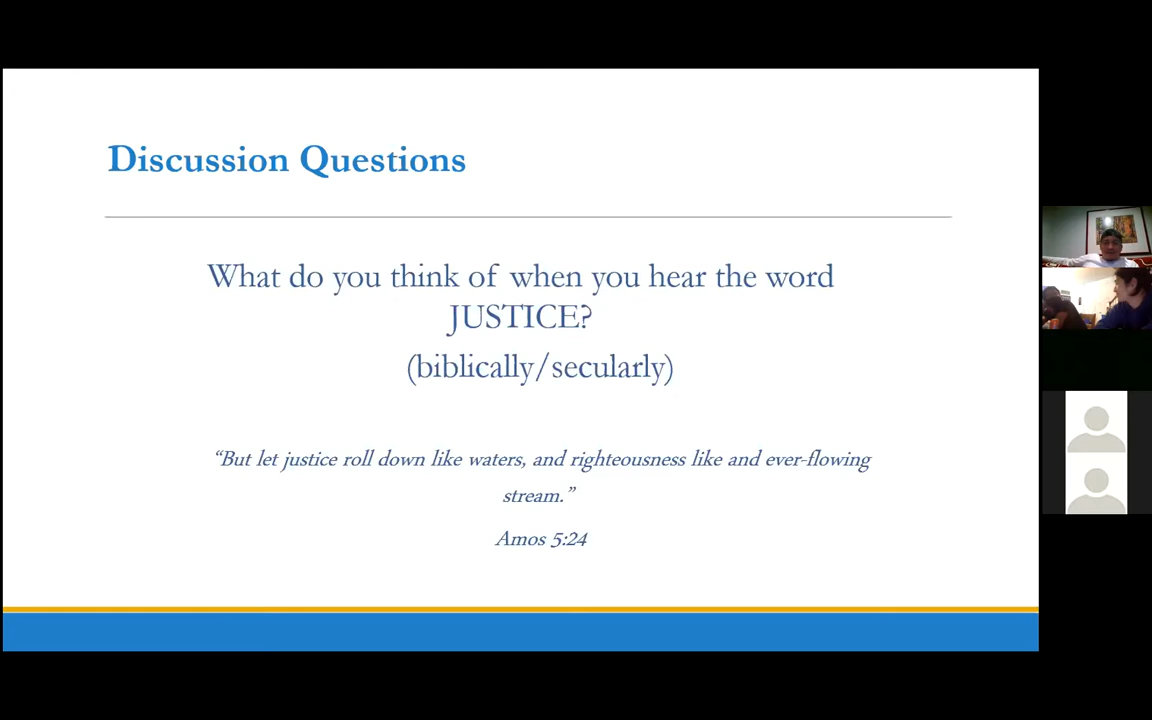 Discussion Questions
What do you think of when you hear the word
JUSTICE?
(biblically/secularly)
“But let justice roll down like waters, and righteousness like and ever-flowing
stream.”
Amos 5:24